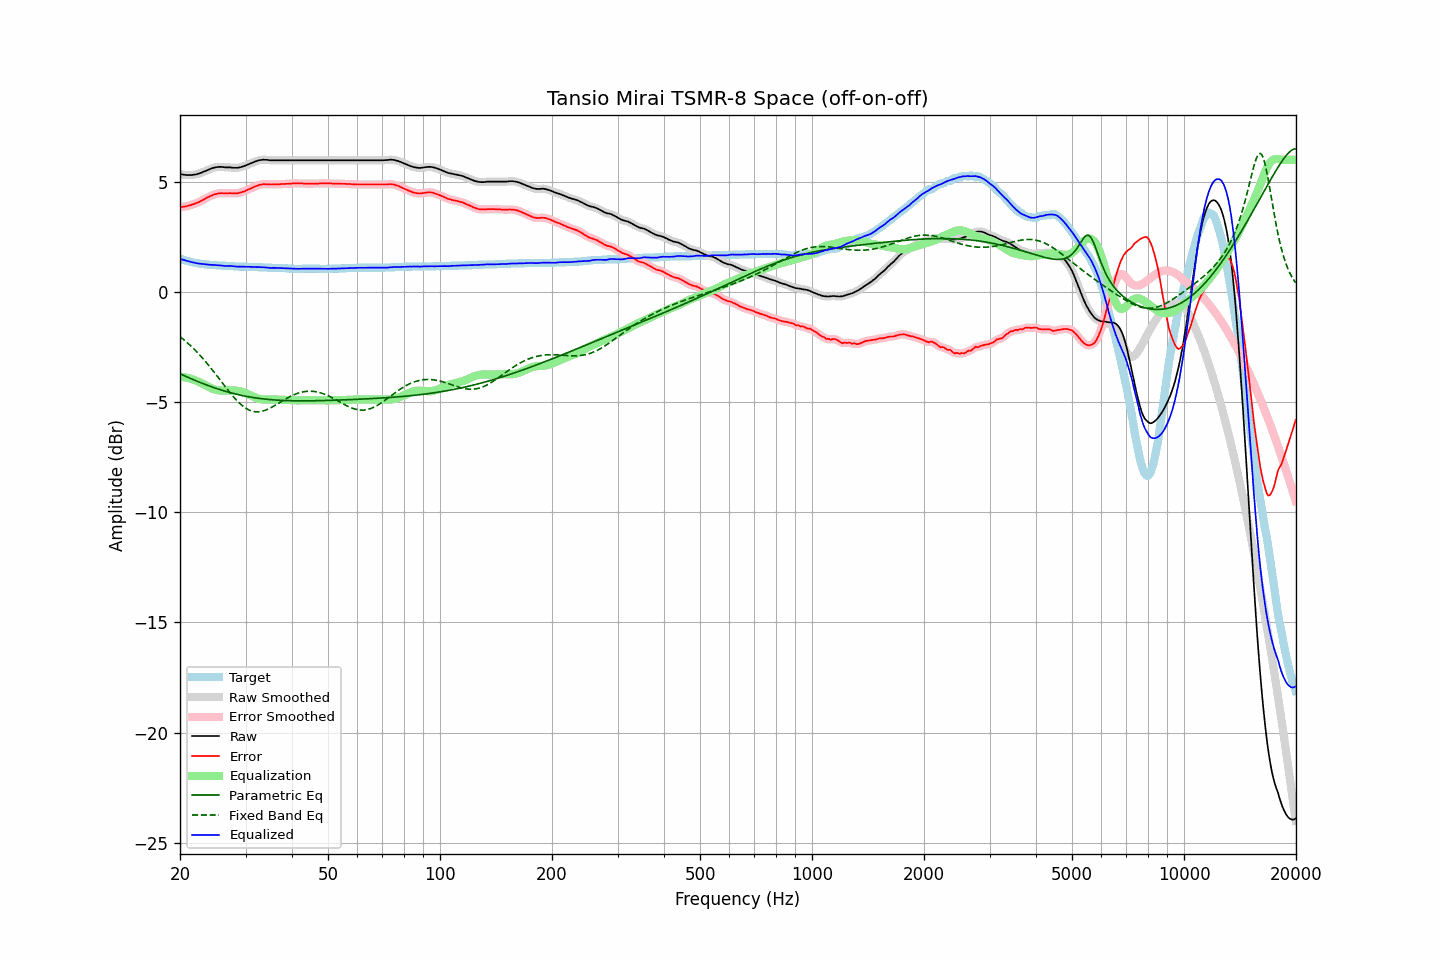 Tansio Mirai TSMR-8 Space (off-on-off)
5
0
−5
−10
−15
−20
−25
Amplitude (dBr)
Target
Raw Smoothed
Error Smoothed
Raw
Error
Equalization
Parametric Eq
Fixed Band Eq
Equalized
20 50 100 200 500 1000 2000 5000 10000 20000
Frequency (Hz)